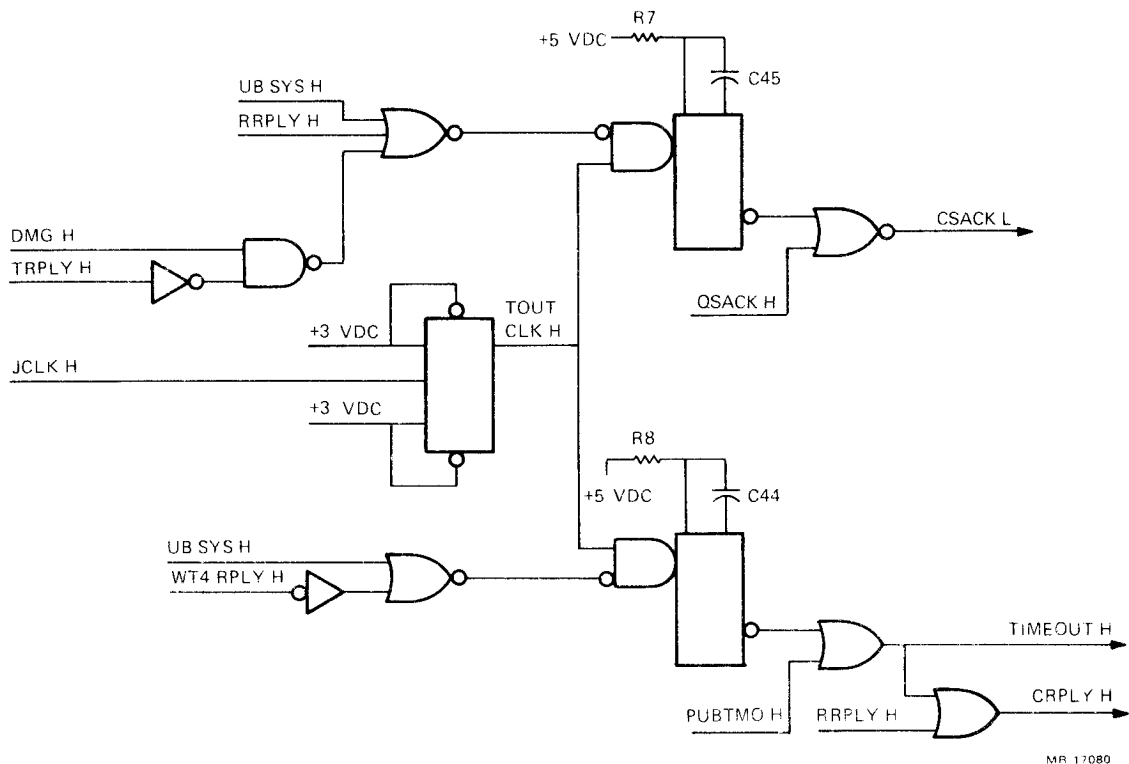 R7
+5 VDC
C45
UB SYS H
RRPLY H
DMG H
TRPLY H
CSACK L
QSACK H
TOUT
CLK H
+3 VDC
JCLK H
+3 VDC
R8
+5 VDC
C44
UB SYS H
WT4 RPLY H
TIMEOUT H
PUBTMO H
RRPLY H
CRPLY H
MR 17080